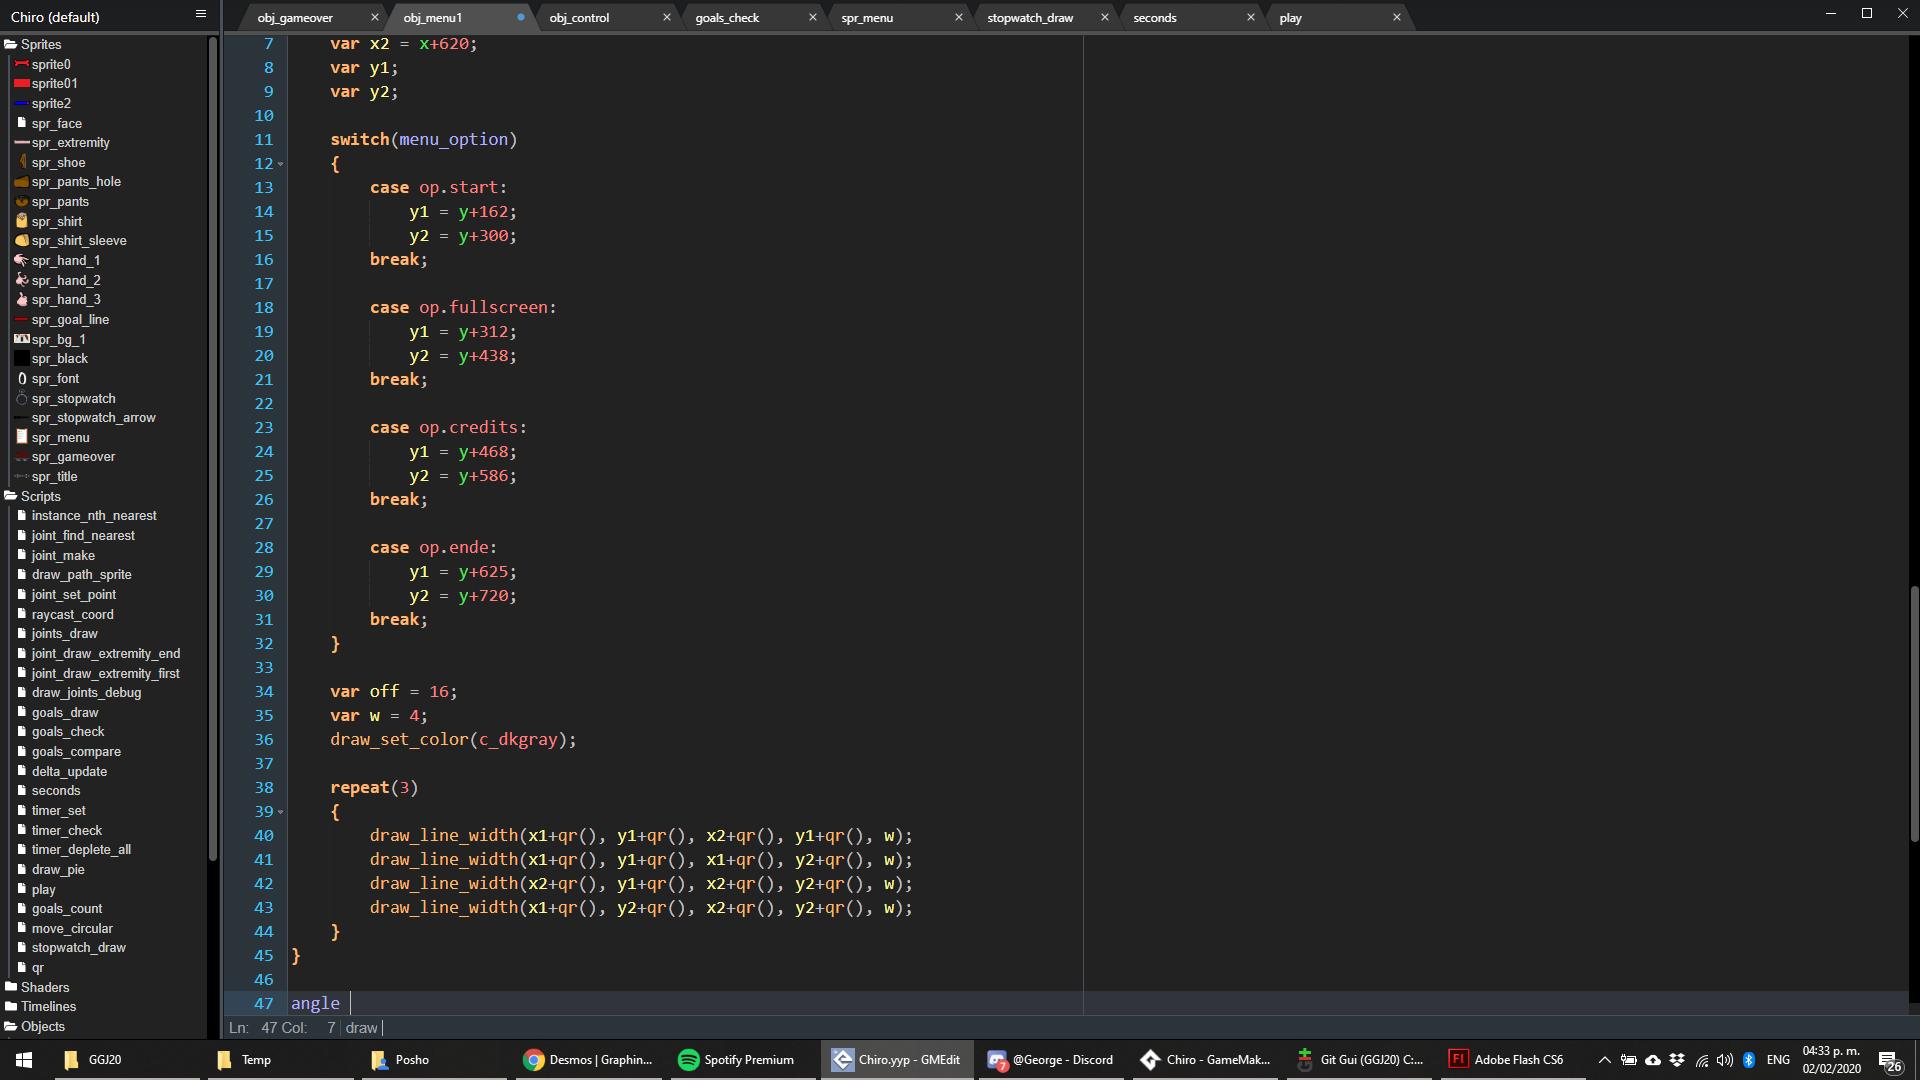 Chiro (default)
obj_gameover
obj_menu1
obj_control
goals_check
spr_menu
stopwatch_draw
seconds
play
Sprites
sprite0
sprite01
sprite2
spr_face
spr_extremity
spr_shoe
spr_pants_hole
spr_pants
spr_shirt
spr_shirt_sleeve
spr_hand_1
spr_hand_2
spr_hand_3
spr_goal_line
spr_bg_1
spr_black
spr_font
spr_stopwatch
spr_stopwatch_arrow
spr_menu
spr_gameover
spr_title
Scripts
instance_nth_nearest
joint_find_nearest
joint_make
draw_path_sprite
joint_set_point
raycast_coord
joints_draw
joint_draw_extremity_end
joint_draw_extremity_first
draw_joints_debug
goals_draw
goals_check
goals_compare
delta_update
seconds
timer_set
timer_check
timer_deplete_all
draw_pie
play
goals_count
move_circular
stopwatch_draw
qr
Shaders
Timelines
Objects
7 var x2 = x+620;
8 var y1;
9 var y2;
10
11 switch(menu_option)
12 {
13 case op.start:
14 y1 = y+162;
15 y2 = y+300;
16 break;
17
18 case op.fullscreen:
19 y1 = y+312;
20 y2 = y+438;
21 break;
22
23 case op.credits:
24 y1 = y+468;
25 y2 = y+586;
26 break;
27
28 case op.ende:
29 y1 = y+625;
30 y2 = y+720;
31 break;
32 }
33
34 var off = 16;
35 var w = 4;
36 draw_set_color(c_dkgray);
37
38 repeat(3)
39 {
40 draw_line_width(x1+qr(), y1+qr(), x2+qr(), y1+qr(), w);
41 draw_line_width(x1+qr(), y1+qr(), x1+qr(), y2+qr(), w);
42 draw_line_width(x2+qr(), y1+qr(), x2+qr(), y2+qr(), w);
43 draw_line_width(x1+qr(), y2+qr(), x2+qr(), y2+qr(), w);
44 }
45 }
46
47 angle
Ln: 47 Col: 7 draw
GGJ20
Temp
Posho
Desmos | Graphin...
Spotify Premium
Chiro.yyp - GMEdit
7
@George - Discord
Chiro - GameMak...
Git Gui (GGJ20) C:...
Fl
Adobe Flash CS6
ENG
04:33 p. m.
02/02/2020
26